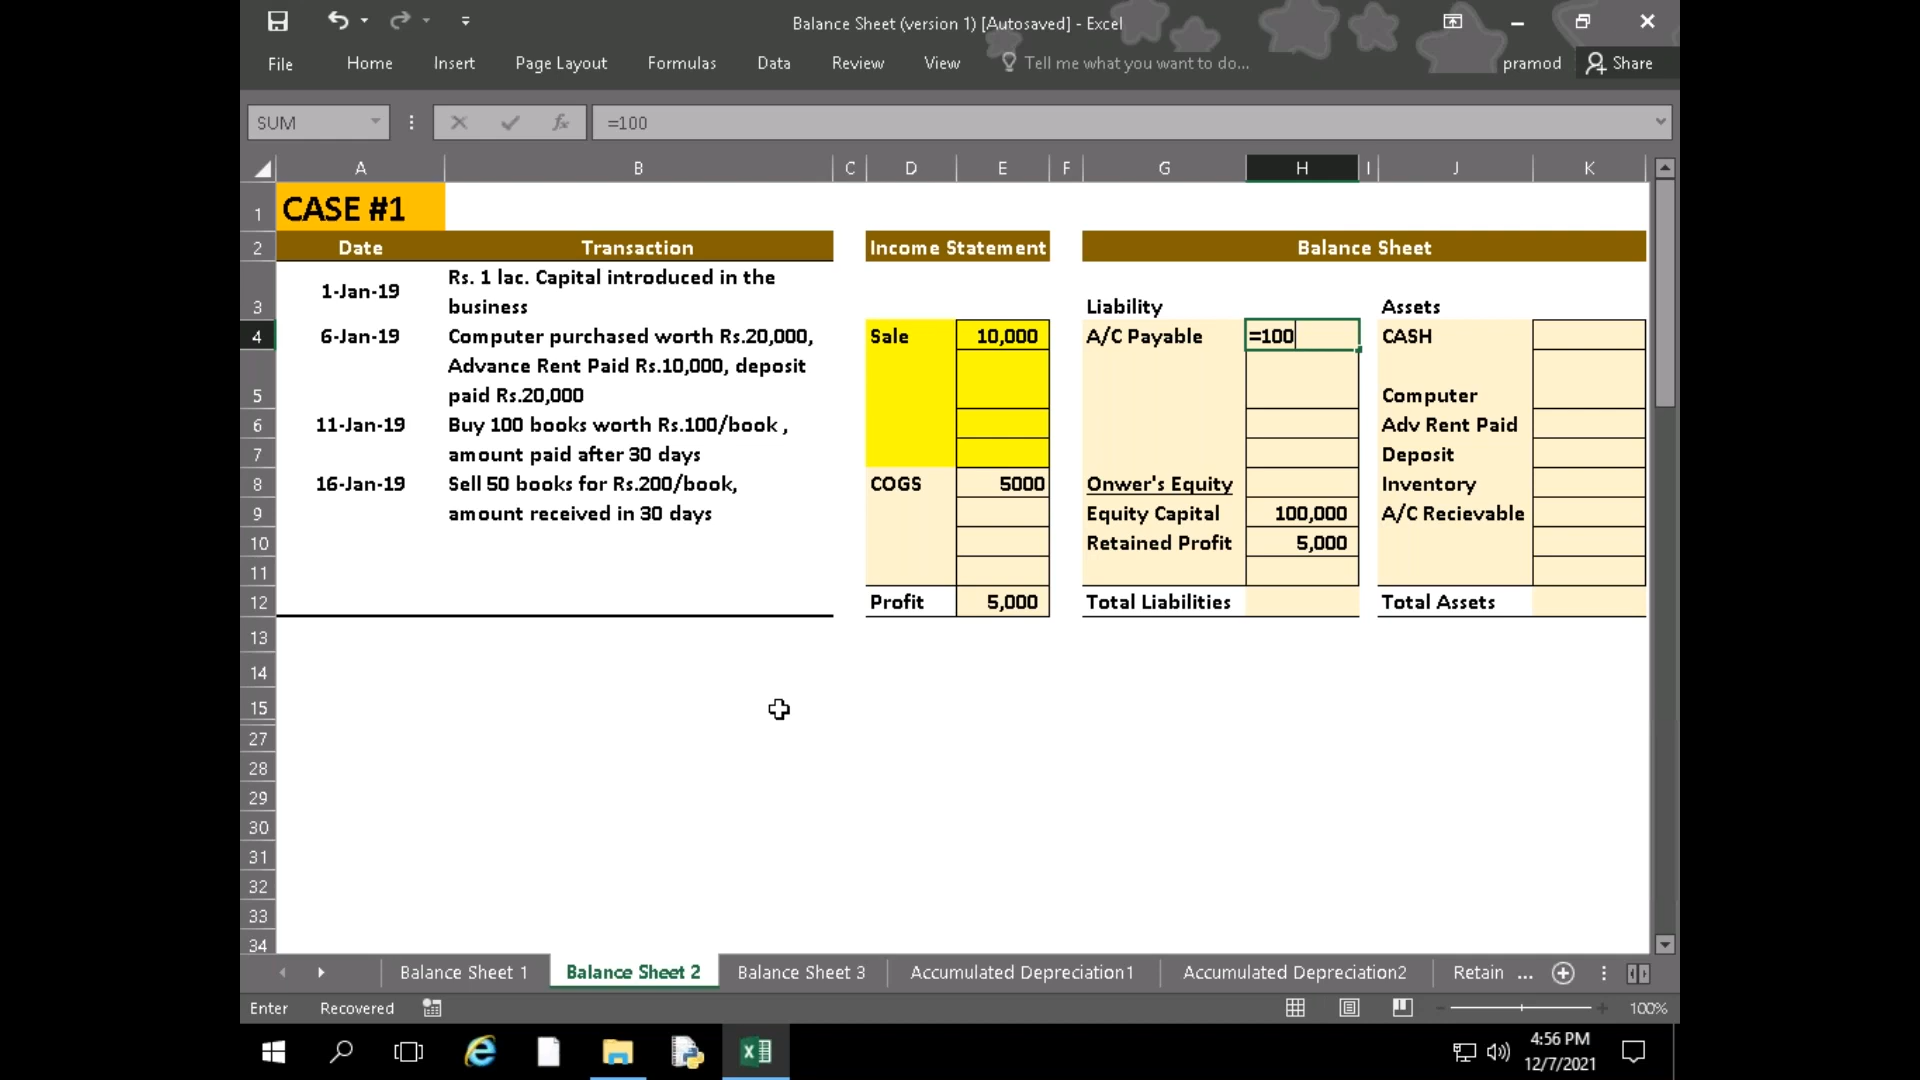 Balance Sheet (version 1) [Autosaved] - Excel
File Home Insert Page Layout Formulas Data Review View Tell me what you want to do... pramod Share
SUM fx =100
A B C D E F G H I J K
1 CASE #1
2 Date Transaction Income Statement Balance Sheet
1-Jan-19 Rs. 1 lac. Capital introduced in the
3 business Liability Assets
4 6-Jan-19 Computer purchased worth Rs.20,000, Sale 10,000 A/C Payable =100 CASH
Advance Rent Paid Rs.10,000, deposit
5 paid Rs.20,000 Computer
6 11-Jan-19 Buy 100 books worth Rs.100/book , Adv Rent Paid
7 amount paid after 30 days Deposit
8 16-Jan-19 Sell 50 books for Rs.200/book, COGS 5000 Onwer's Equity Inventory
9 amount received in 30 days Equity Capital 100,000 A/C Recievable
10 Retained Profit 5,000
11
12 Profit 5,000 Total Liabilities Total Assets
13
14
15
27
28
29
30
31
32
33
34
Balance Sheet 1 Balance Sheet 2 Balance Sheet 3 Accumulated Depreciation1 Accumulated Depreciation2 Retain ...
Enter Recovered 100%
4:56 PM
12/7/2021